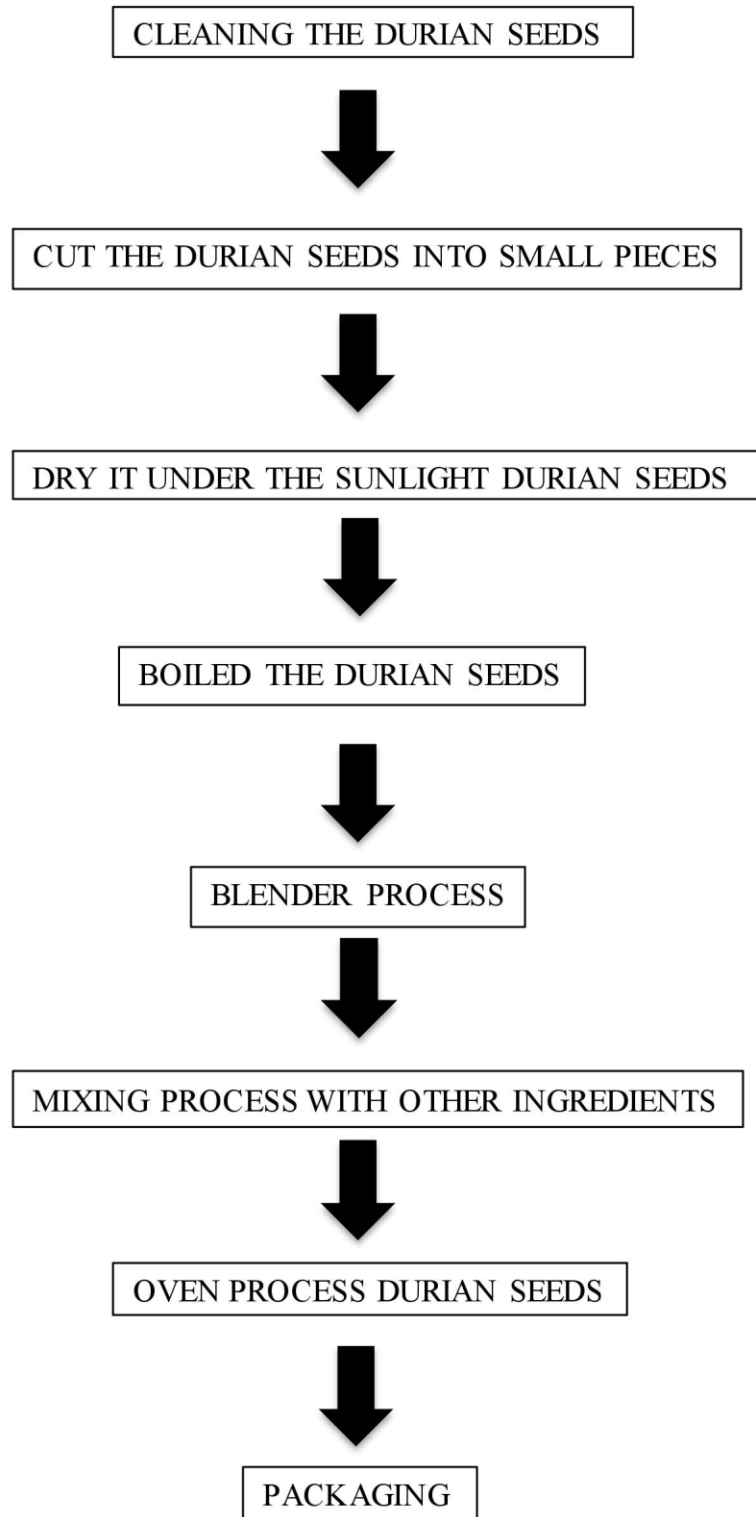 CLEANING THE DURIAN SEEDS
CUT THE DURIAN SEEDS INTO SMALL PIECES
DRY IT UNDER THE SUNLIGHT DURIAN SEEDS
BOILED THE DURIAN SEEDS
BLENDER PROCESS
MIXING PROCESS WITH OTHER INGREDIENTS
OVEN PROCESS DURIAN SEEDS
PACKAGING